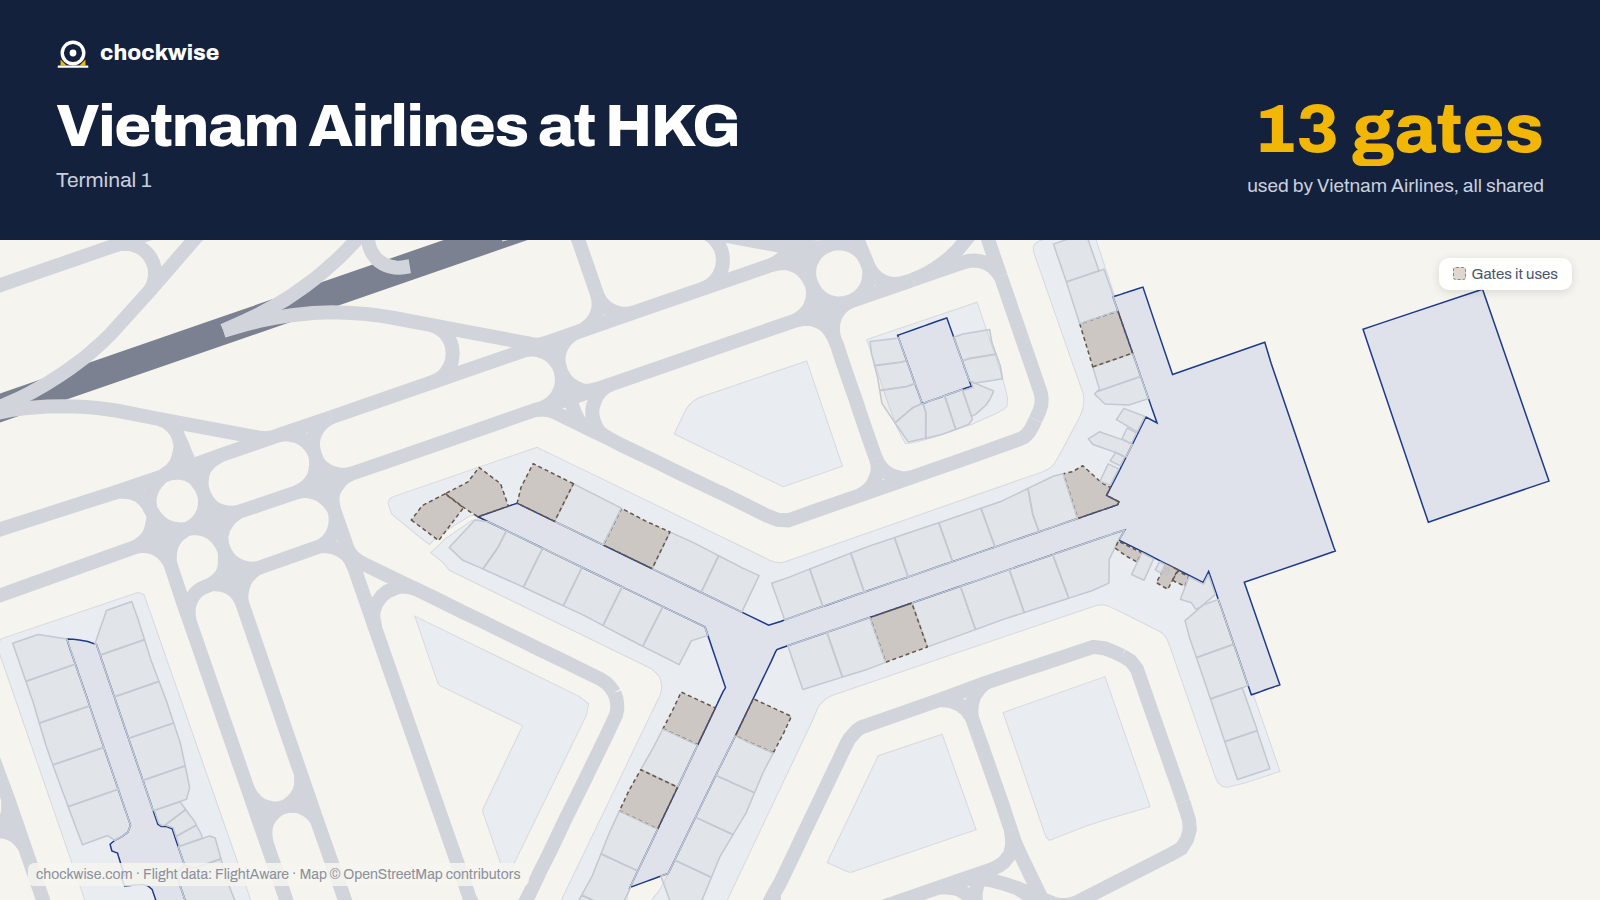 chockwise
Vietnam Airlines at HKG
Terminal 1
13 gates
used by Vietnam Airlines, all shared
Gates it uses
chockwise.com · Flight data: FlightAware · Map © OpenStreetMap contributors